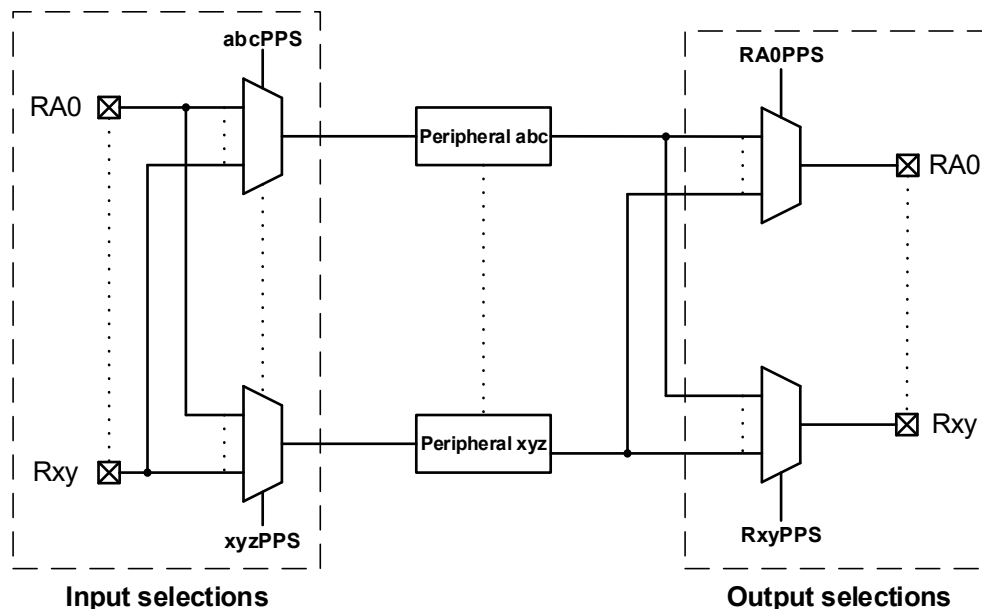 abcPPS
RA0PPS
RA0
Peripheral abc
RA0
Rxy
Peripheral xyz
Rxy
xyzPPS
RxyPPS
Input selections
Output selections